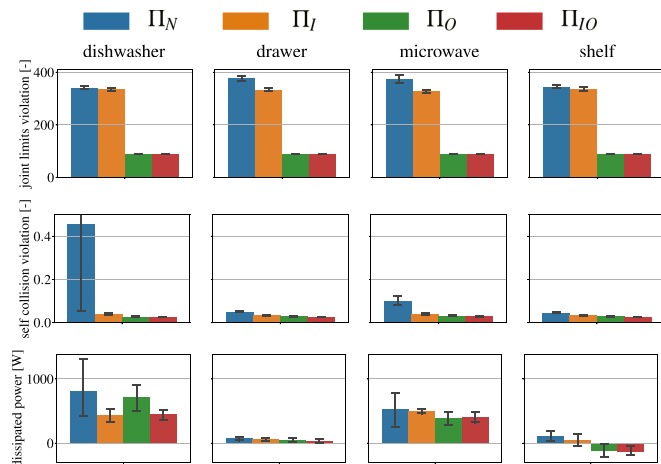 Π_N Π_I Π_O Π_IO
dishwasher drawer microwave shelf
joint limits violation [-]
400
200
0
self collision violation [-]
0.4
0.2
0.0
dissipated power [W]
1000
0